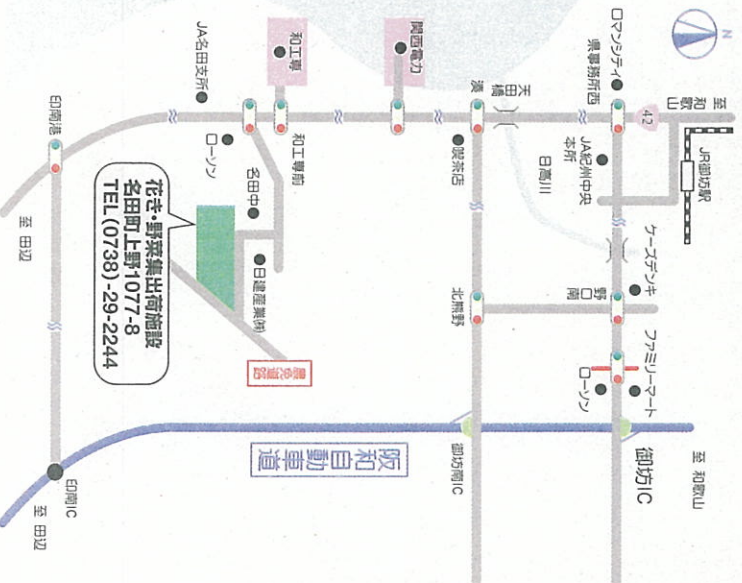 N
至
和
歌
山
JR御坊駅
42
ロマンシティ
県事務所西
JA紀州中央
本所
日高川
天田橋
湊
喫茶店
関西電力
和工専
和工専前
JA名田支所
ローソン
名田中
日建産業㈱
花き・野菜集出荷施設
名田町上野1077-8
TEL (0738)-29-2244
農免道路
印南港
至 田辺
ケーズデンキ
野口南
北熊野
ファミリーマート
ローソン
御坊IC
至 和歌山
御坊南IC
阪和自動車道
印南IC
至 田辺